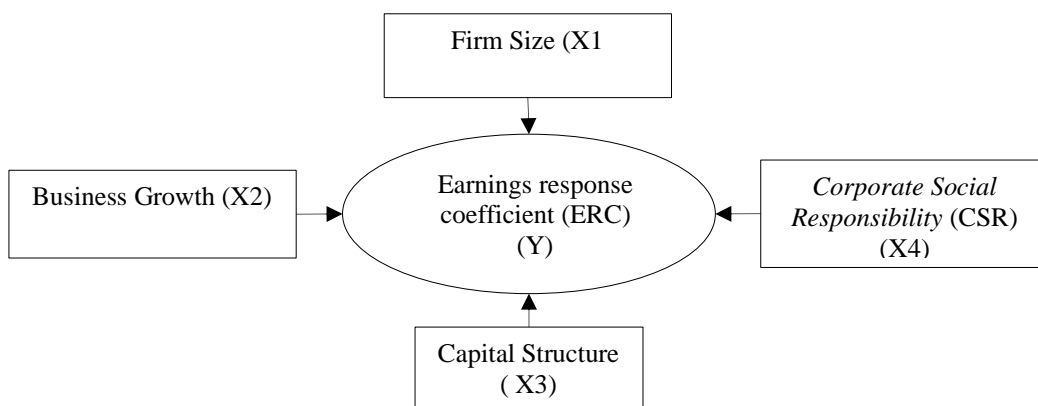 Firm Size (X1
Business Growth (X2)
Earnings response
coefficient (ERC)
(Y)
Corporate Social
Responsibility (CSR)
(X4)
Capital Structure
( X3)